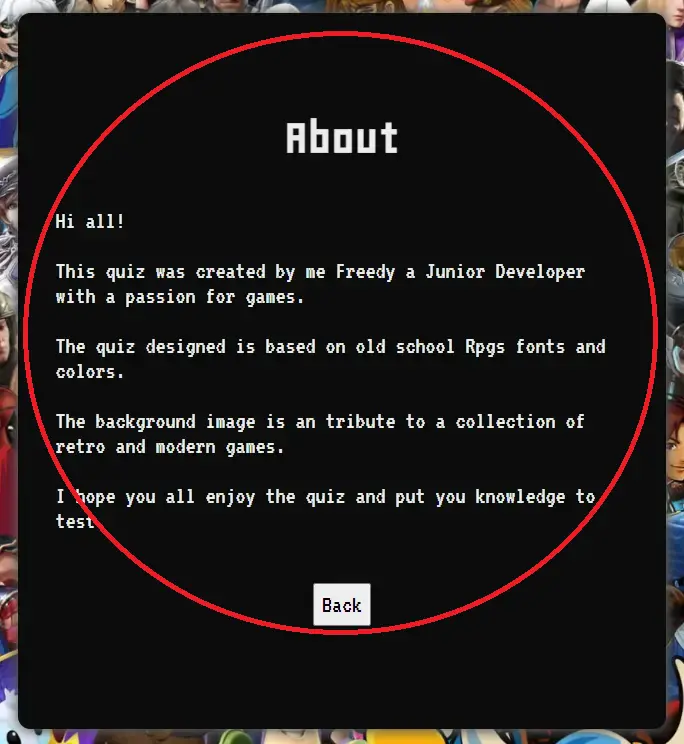 About
Hi all!
This quiz was created by me Freedy a Junior Developer
with a passion for games.
The quiz designed is based on old school Rpgs fonts and
colors.
The background image is an tribute to a collection of
retro and modern games.
I hope you all enjoy the quiz and put you knowledge to
test
Back